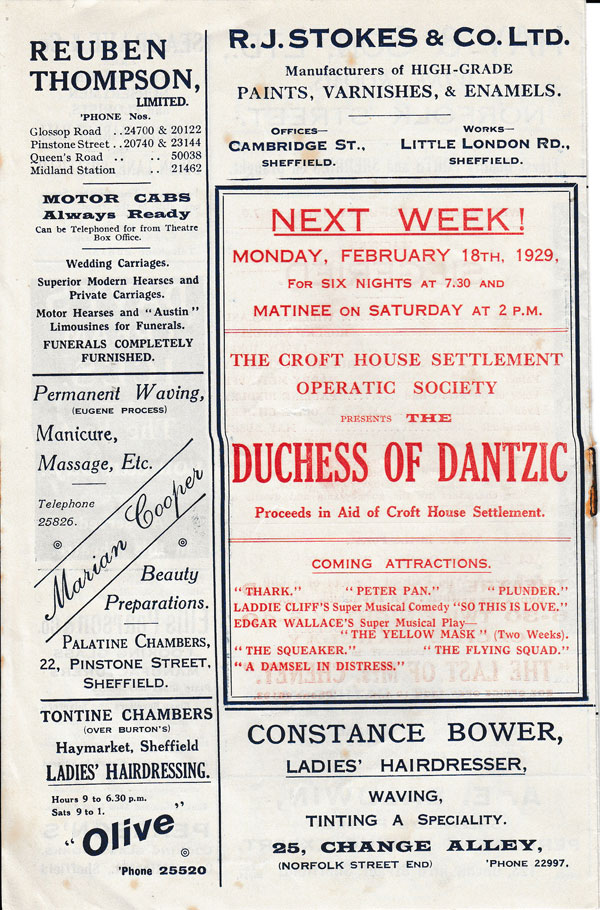 REUBEN
THOMPSON,
LIMITED.
'PHONE Nos.
Glossop Road . . 24700 & 20122
Pinstone Street . . 20740 & 23144
Queen's Road . . . . 50038
Midland Station . . 21462
MOTOR CABS
Always Ready
Can be Telephoned for from Theatre
Box Office.
Wedding Carriages.
Superior Modern Hearses and
Private Carriages.
Motor Hearses and "Austin"
Limousines for Funerals.
FUNERALS COMPLETELY
FURNISHED.
Permanent Waving,
(EUGENE PROCESS)
Manicure,
Massage, Etc.
Telephone
25826.
Marian Cooper
Beauty
Preparations.
PALATINE CHAMBERS,
22, PINSTONE STREET,
SHEFFIELD.
TONTINE CHAMBERS
(OVER BURTON'S)
Haymarket, Sheffield
LADIES' HAIRDRESSING.
Hours 9 to 6.30 p.m.
Sats 9 to 1.
"Olive"
'Phone 25520
R. J. STOKES & CO. LTD.
Manufacturers of HIGH-GRADE
PAINTS, VARNISHES, & ENAMELS.
OFFICES—
CAMBRIDGE ST.,
SHEFFIELD.
WORKS—
LITTLE LONDON RD.,
SHEFFIELD.
NEXT WEEK!
MONDAY, FEBRUARY 18TH, 1929,
FOR SIX NIGHTS AT 7.30 AND
MATINEE ON SATURDAY AT 2 P.M.
THE CROFT HOUSE SETTLEMENT
OPERATIC SOCIETY
PRESENTS THE
DUCHESS OF DANTZIC
Proceeds in Aid of Croft House Settlement.
COMING ATTRACTIONS.
"THARK." "PETER PAN." "PLUNDER."
LADDIE CLIFF'S Super Musical Comedy "SO THIS IS LOVE."
EDGAR WALLACE'S Super Musical Play—
"THE YELLOW MASK" (Two Weeks).
"THE SQUEAKER." "THE FLYING SQUAD."
"A DAMSEL IN DISTRESS."
CONSTANCE BOWER,
LADIES' HAIRDRESSER,
WAVING,
TINTING A SPECIALITY.
25, CHANGE ALLEY,
(NORFOLK STREET END) 'PHONE 22997.